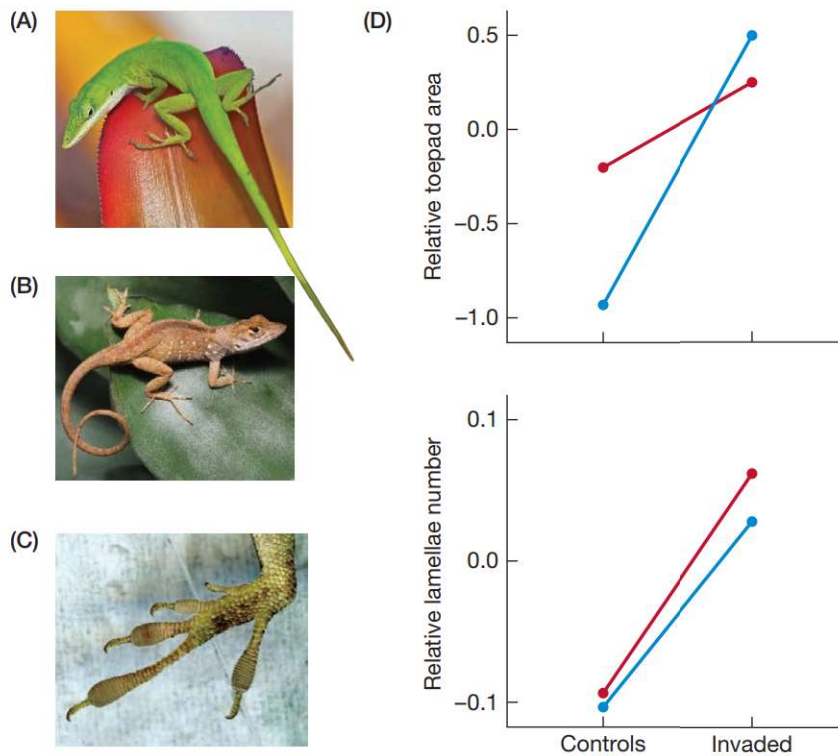 (A)
(B)
(C)
(D)
Relative toepad area
0.5
0.0
−0.5
−1.0
Relative lamellae number
0.1
0.0
−0.1
Controls
Invaded